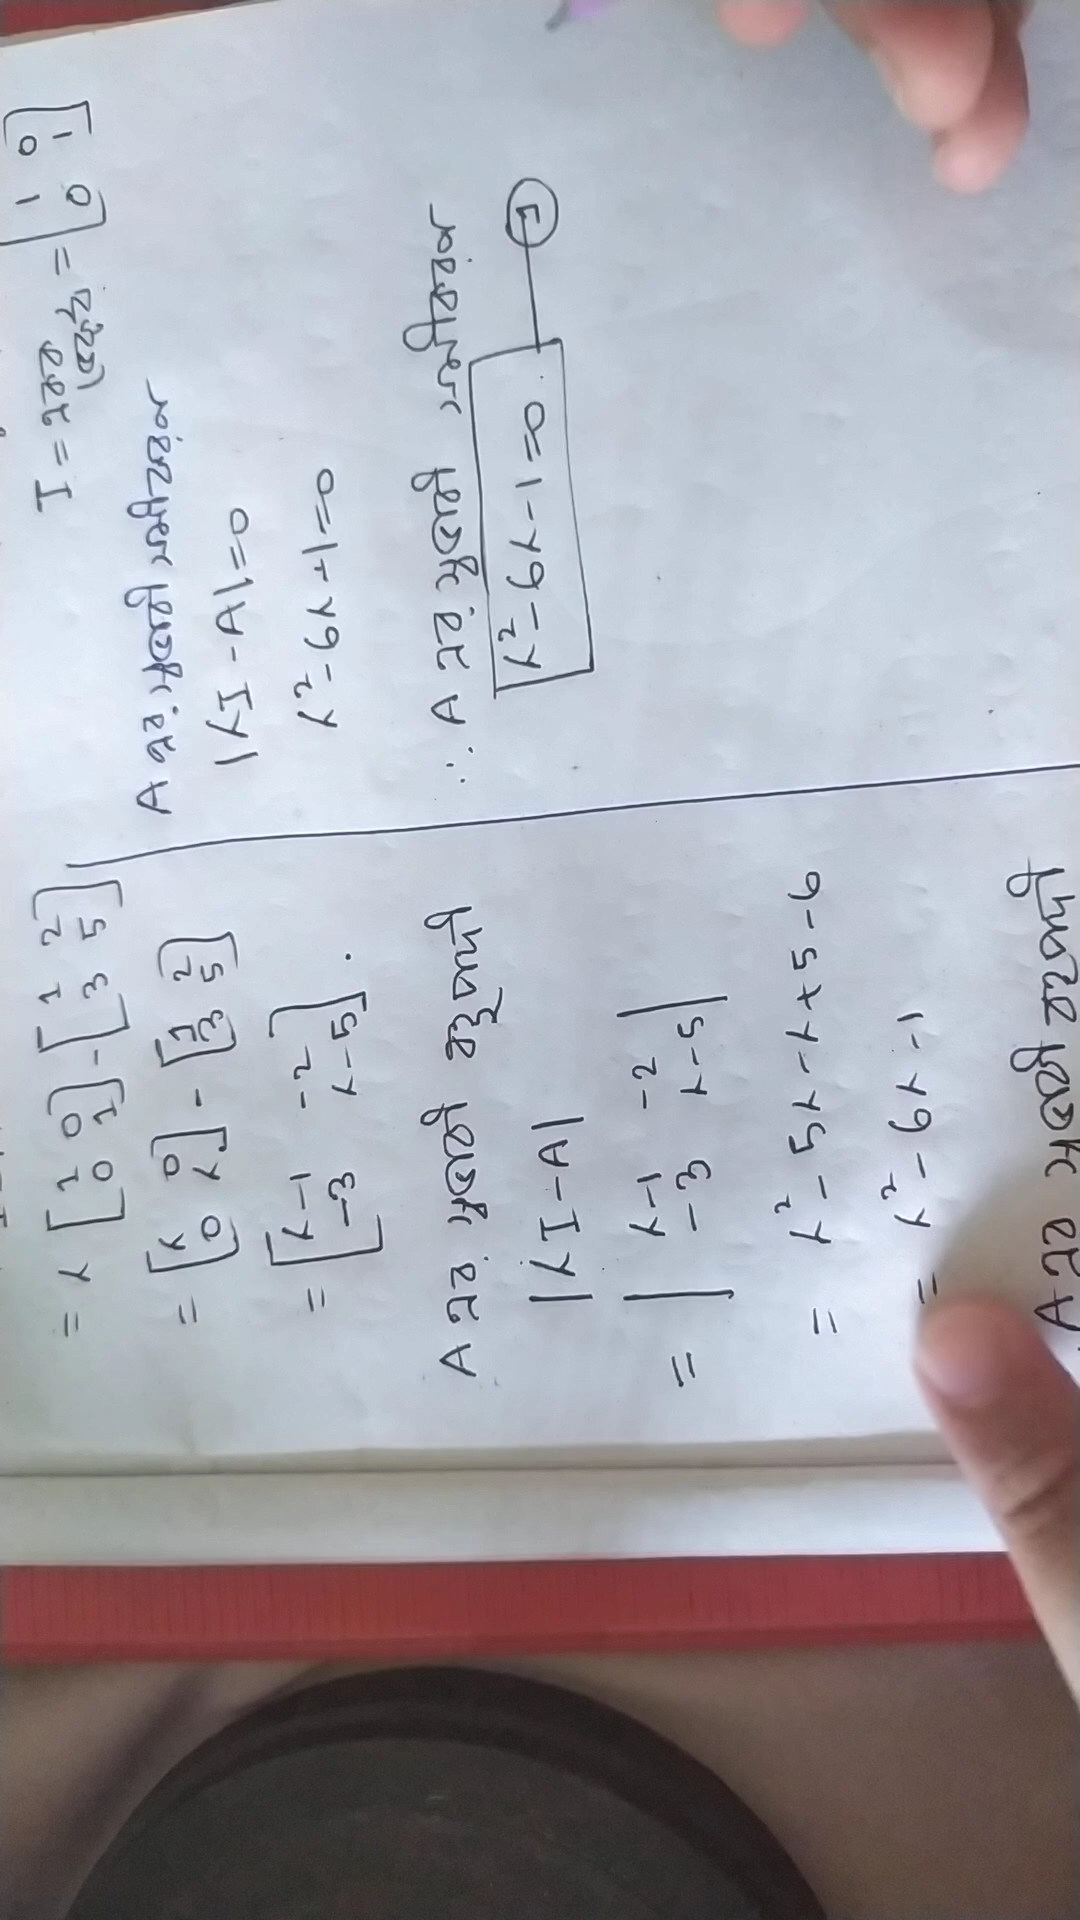 = λ [1 0 0 1] - [1 2 3 5]
= [λ 0 0 λ] - [1 2 3 5]
= [λ-1 -2 -3 λ-5].
A এর বৈশিষ্ট্য বহুপদী
|λI-A|
= |λ-1 -2 -3 λ-5|
= λ² - 5λ - λ + 5 - 6
= λ² - 6λ - 1
A এর
I = একক মেট্রিক্স = [1 0 0 1]
A এর বৈশিষ্ট্য সমীকরণ
|λI-A|=0
λ²-6λ+1=0
∴ A এর বৈশিষ্ট্য সমীকরণ
λ²-6λ-1=0